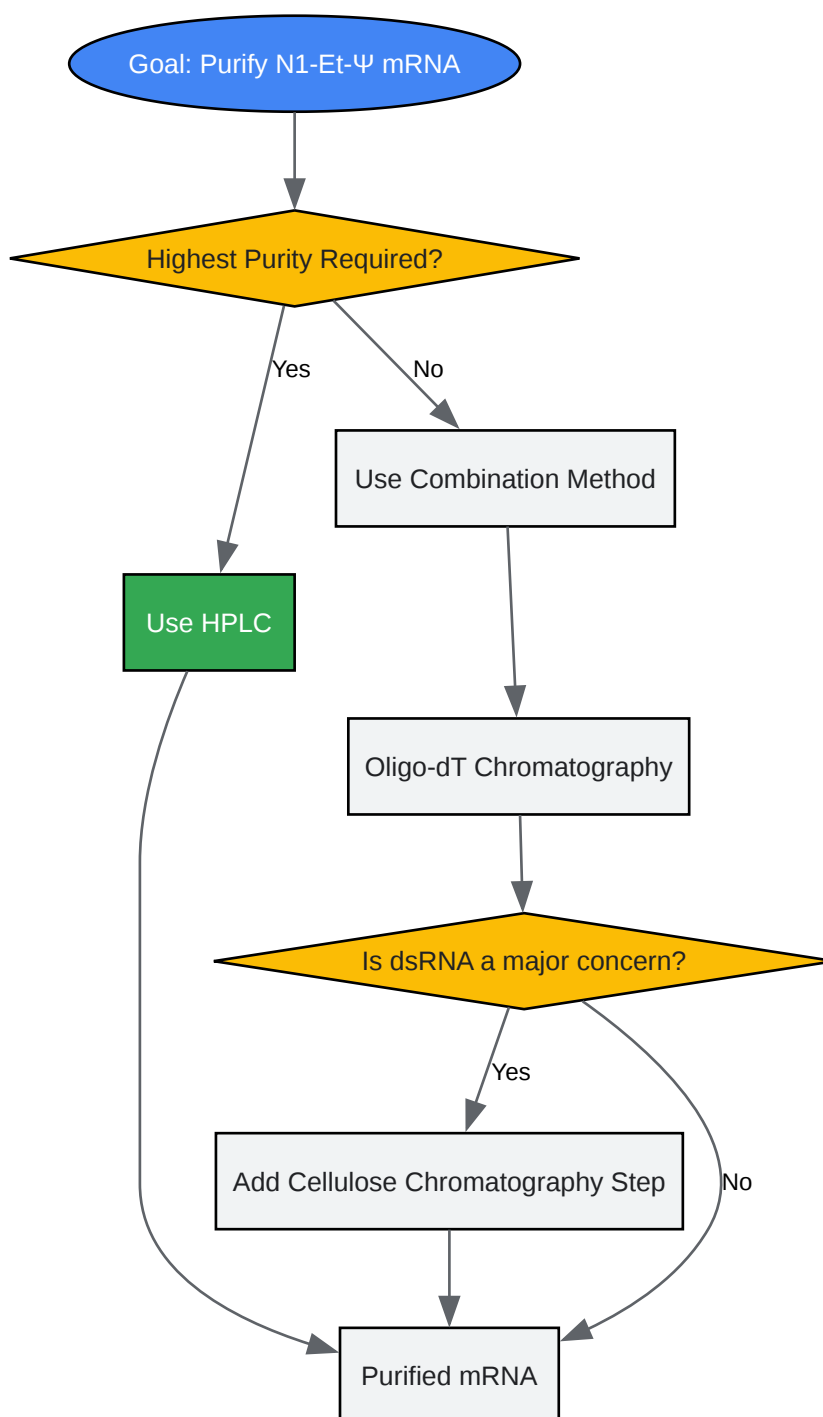 Goal: Purify N1-Et-Ψ mRNA
Highest Purity Required?
Yes
No
Use Combination Method
Use HPLC
Oligo-dT Chromatography
Is dsRNA a major concern?
Yes
Add Cellulose Chromatography Step
No
Purified mRNA